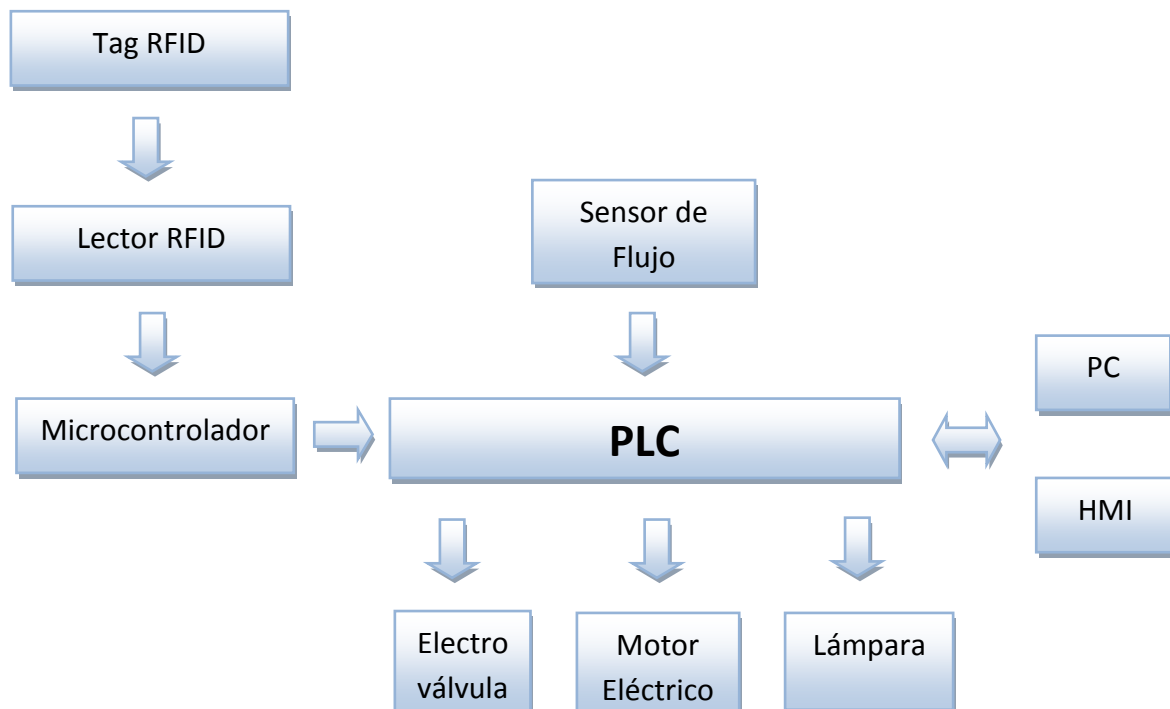 Tag RFID
Lector RFID
Sensor de
Flujo
PC
Microcontrolador
PLC
HMI
Electro
válvula
Motor
Eléctrico
Lámpara